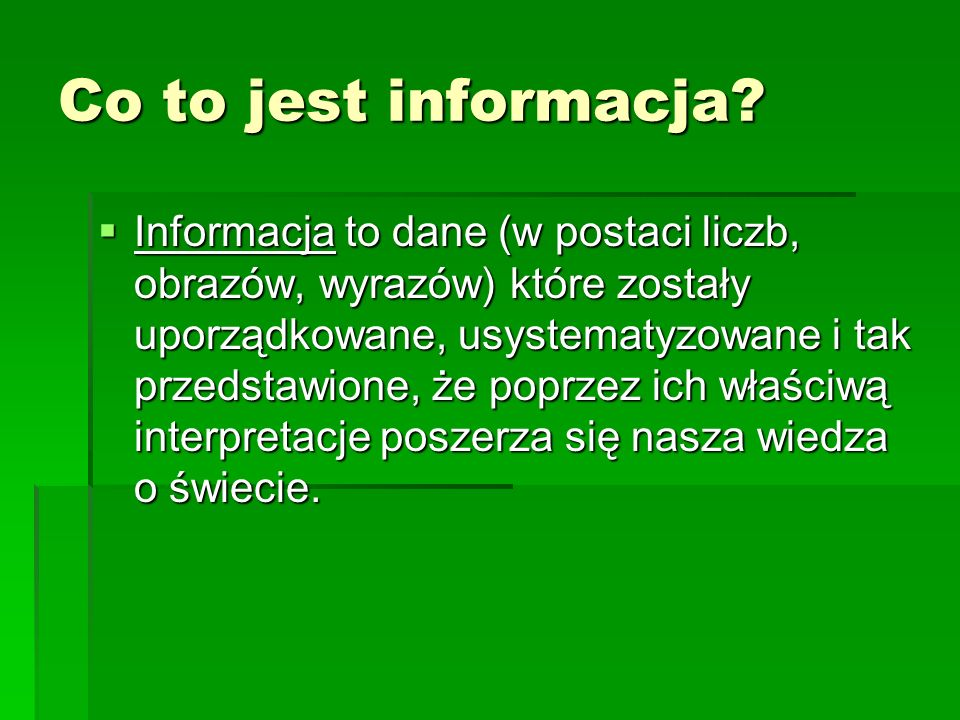 Co to jest informacja?
▪ Informacja to dane (w postaci liczb,
obrazów, wyrazów) które zostały
uporządkowane, usystematyzowane i tak
przedstawione, że poprzez ich właściwą
interpretacje poszerza się nasza wiedza
o świecie.